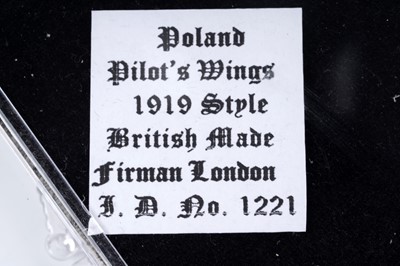 Poland
Pilot's Wings
1919 Style
British Made
Firman London
I. D. No. 1221